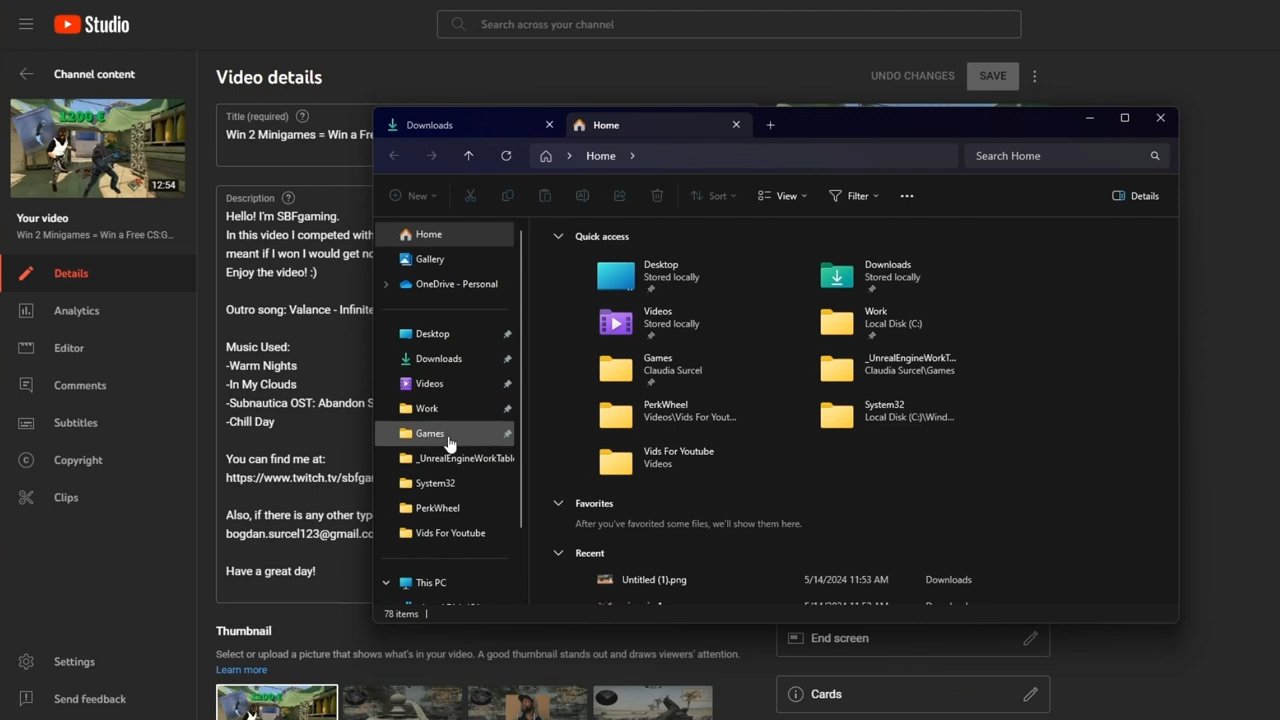 Studio
Search across your channel
Channel content
Video details
UNDO CHANGES
SAVE
1200 €
12:54
Your video
Win 2 Minigames = Win a Free CS:G...
Details
Analytics
Editor
Comments
Subtitles
Copyright
Clips
Settings
Send feedback
Title (required)
Win 2 Minigames = Win a Fre
Description
Hello! I'm SBFgaming.
In this video I competed with
meant if I won I would get no
Enjoy the video! :)
Outro song: Valance - Infinite
Music Used:
-Warm Nights
-In My Clouds
-Subnautica OST: Abandon S
-Chill Day
You can find me at:
https://www.twitch.tv/sbfga
Also, if there is any other typ
bogdan.surcel123@gmail.co
Have a great day!
Thumbnail
Select or upload a picture that shows what's in your video. A good thumbnail stands out and draws viewers' attention.
Learn more
1200 €
Downloads
Home
Home
Search Home
New
Sort
View
Filter
Details
Home
Gallery
OneDrive - Personal
Desktop
Downloads
Videos
Work
Games
_UnrealEngineWorkTable
System32
PerkWheel
Vids For Youtube
This PC
78 items
Quick access
Desktop
Stored locally
Downloads
Stored locally
Videos
Stored locally
Work
Local Disk (C:)
Games
Claudia Surcel
_UnrealEngineWorkT...
Claudia Surcel\Games
PerkWheel
Videos\Vids For Yout...
System32
Local Disk (C:)\Wind...
Vids For Youtube
Videos
Favorites
After you've favorited some files, we'll show them here.
Recent
Untitled (1).png
5/14/2024 11:53 AM
Downloads
End screen
Cards